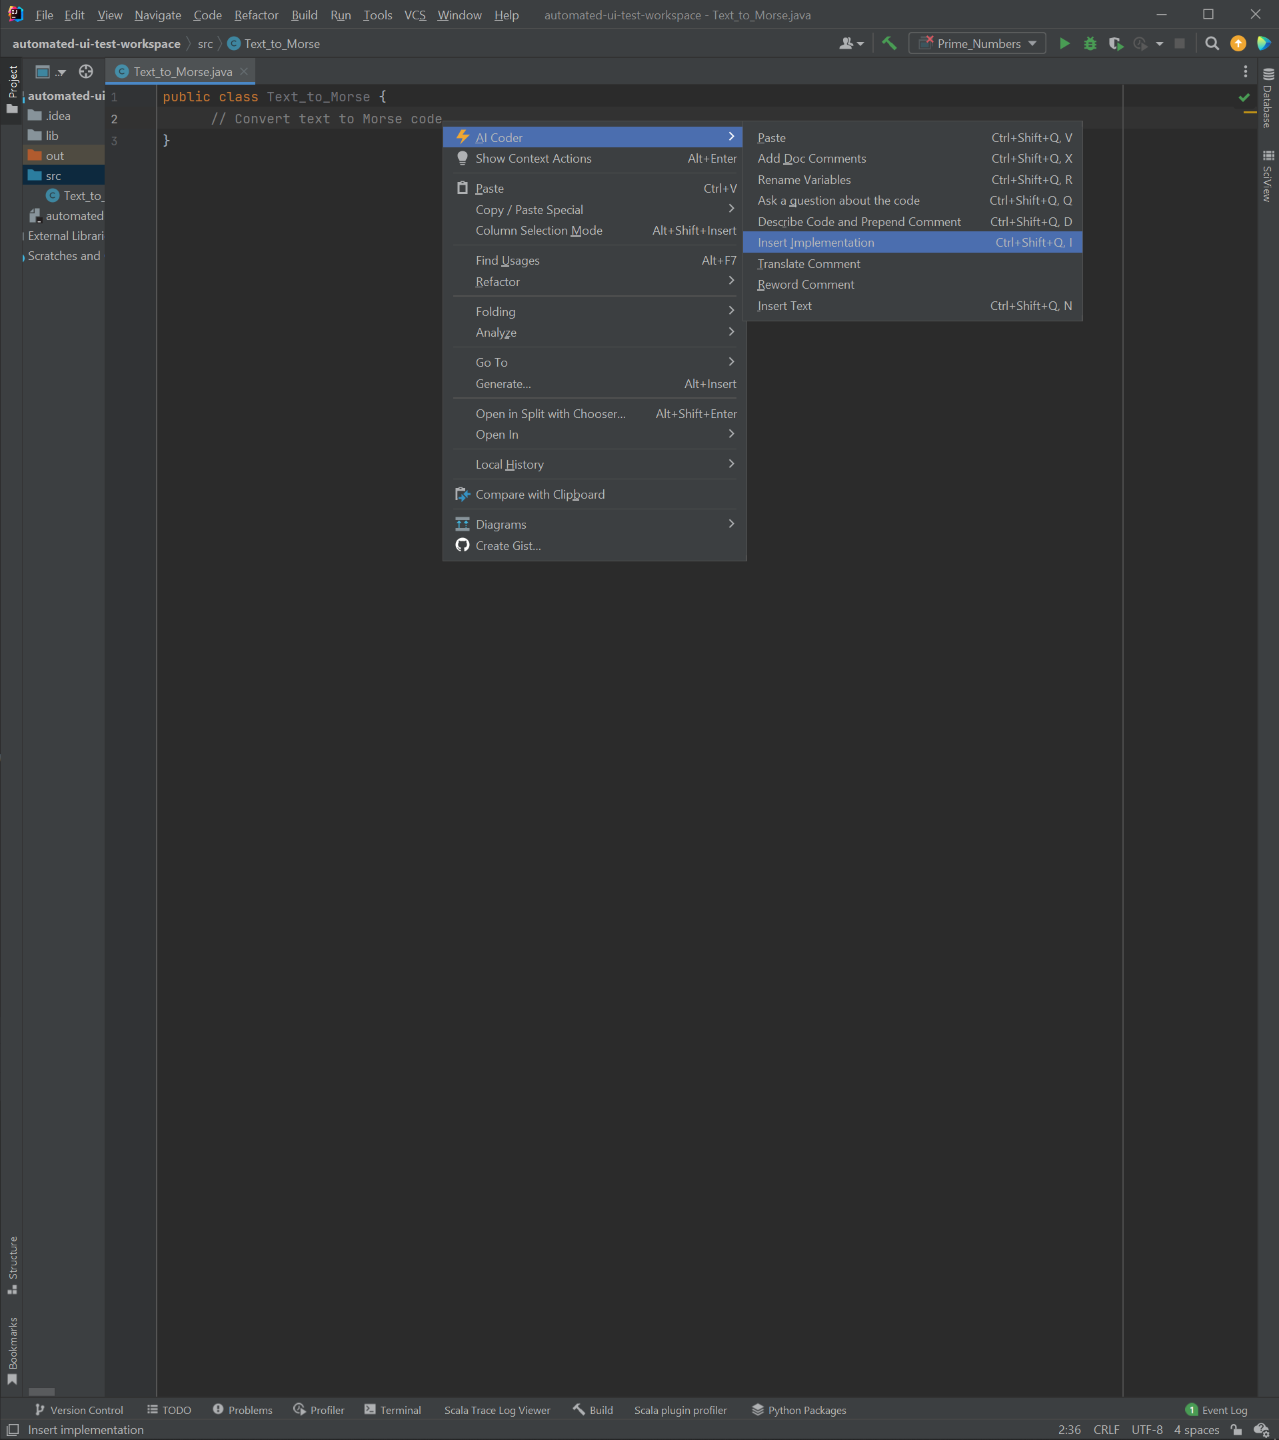 File Edit View Navigate Code Refactor Build Run Tools VCS Window Help automated-ui-test-workspace - Text_to_Morse.java
automated-ui-test-workspace src Text_to_Morse Prime_Numbers
Project
Text_to_Morse.java
automated-ui
.idea
lib
out
src
Text_to_
automated
External Librari
Scratches and
1 public class Text_to_Morse {
2 // Convert text to Morse code
3 }
AI Coder
Show Context Actions Alt+Enter
Paste Ctrl+V
Copy / Paste Special
Column Selection Mode Alt+Shift+Insert
Find Usages Alt+F7
Refactor
Folding
Analyze
Go To
Generate... Alt+Insert
Open in Split with Chooser... Alt+Shift+Enter
Open In
Local History
Compare with Clipboard
Diagrams
Create Gist...
Paste Ctrl+Shift+Q, V
Add Doc Comments Ctrl+Shift+Q, X
Rename Variables Ctrl+Shift+Q, R
Ask a question about the code Ctrl+Shift+Q, Q
Describe Code and Prepend Comment Ctrl+Shift+Q, D
Insert Implementation Ctrl+Shift+Q, I
Translate Comment
Reword Comment
Insert Text Ctrl+Shift+Q, N
Database
SciView
Structure
Bookmarks
Version Control TODO Problems Profiler Terminal Scala Trace Log Viewer Build Scala plugin profiler Python Packages 1 Event Log
Insert implementation 2:36 CRLF UTF-8 4 spaces